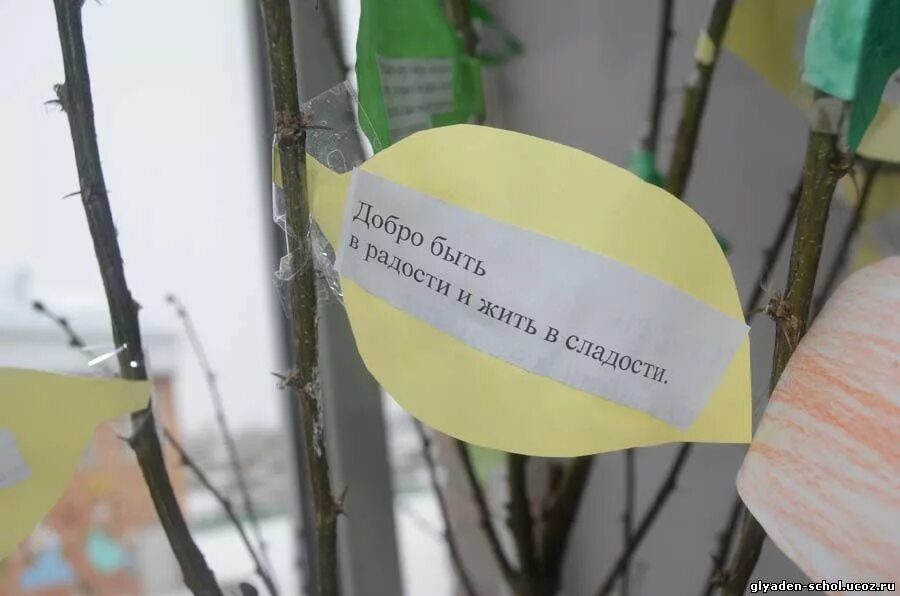 Добро быть
в радости и жить в сладости.
glyaden-schol.ucoz.ru